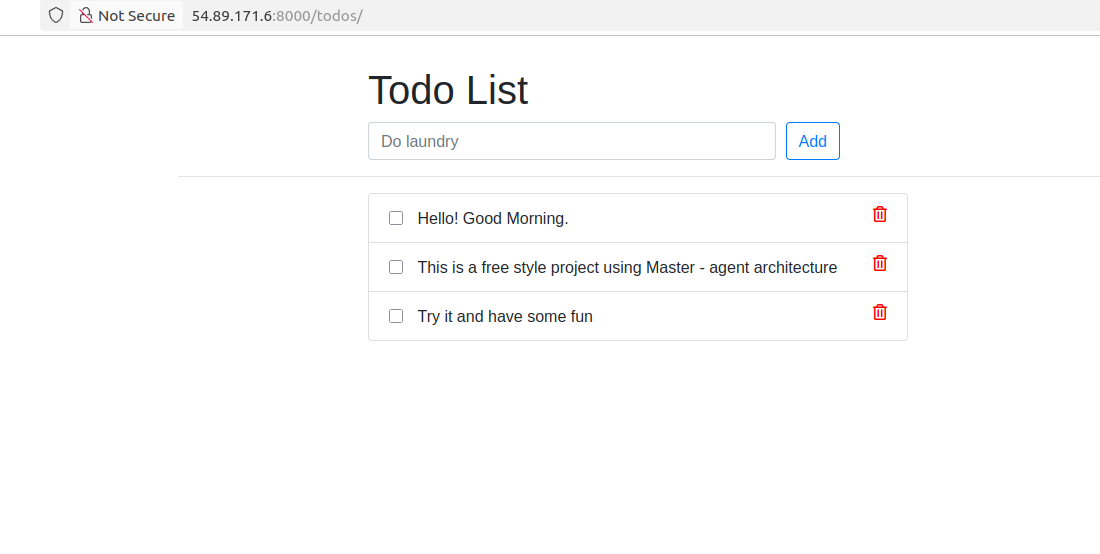 Not Secure 54.89.171.6:8000/todos/
Todo List
Do laundry Add
Hello! Good Morning.
This is a free style project using Master - agent architecture
Try it and have some fun